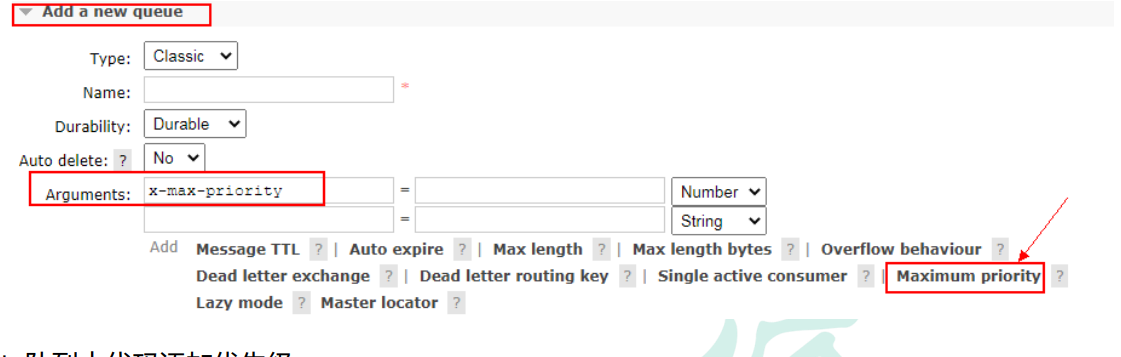 Add a new queue
Type: Classic
Name: *
Durability: Durable
Auto delete: ? No
Arguments: x-max-priority = Number
= String
Add Message TTL ? | Auto expire ? | Max length ? | Max length bytes ? | Overflow behaviour ?
Dead letter exchange ? | Dead letter routing key ? | Single active consumer ? | Maximum priority ?
Lazy mode ? Master locator ?